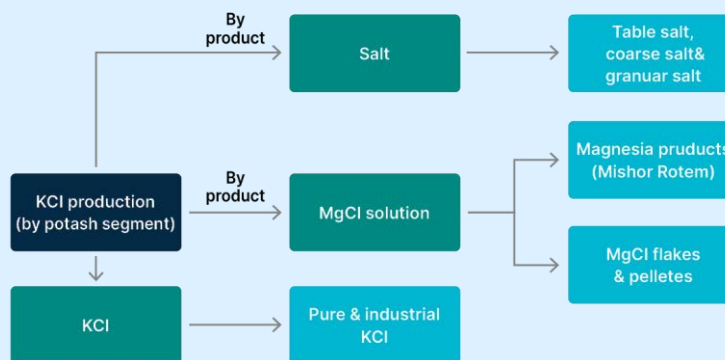 By
product
Salt
Table salt,
coarse salt&
granuar salt
KCl production
(by potash segment)
By
product
MgCl solution
Magnesia pruducts
(Mishor Rotem)
MgCl flakes
& pelletes
KCl
Pure & industrial
KCl